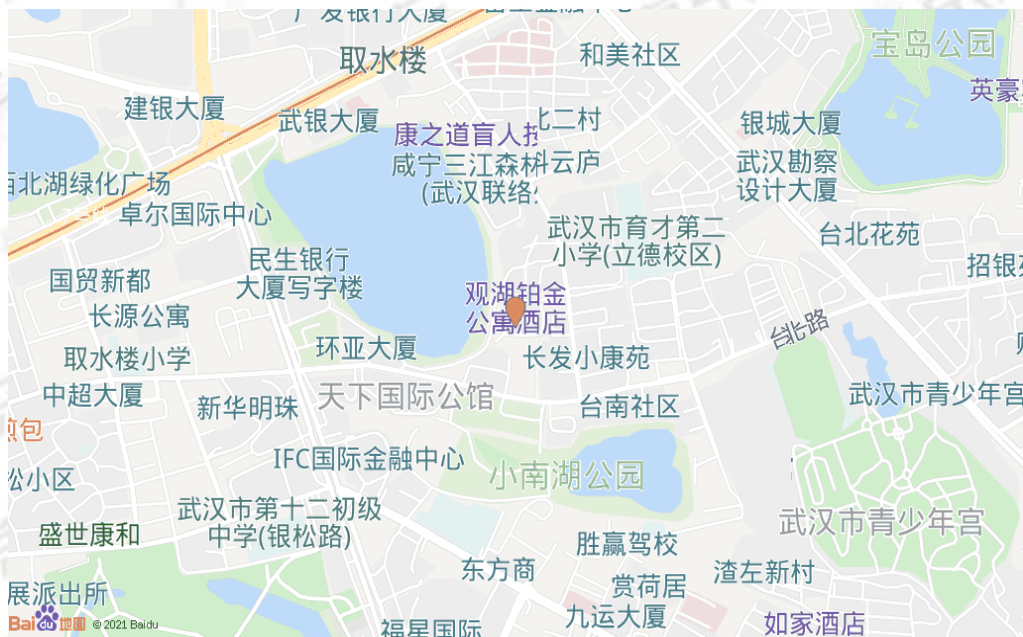 广发银行大厦
取水楼
和美社区
宝岛公园
英豪
建银大厦
武银大厦
康之道盲人按
北二村
银城大厦
咸宁三江森林
科云庐
(武汉联络
武汉勘察
设计大厦
西北湖绿化广场
卓尔国际中心
武汉市育才第二
小学(立德校区)
台北花苑
民生银行
大厦写字楼
国贸新都
招银
观湖铂金
公寓酒店
长源公寓
台北路
环亚大厦
取水楼小学
长发小康苑
中超大厦
新华明珠
天下国际公馆
台南社区
武汉市青少年宫
煎包
IFC国际金融中心
小南湖公园
松小区
武汉市第十二初级
中学(银松路)
盛世康和
武汉市青少年宫
胜赢驾校
东方商
渣左新村
展派出所
赏荷居
九运大厦
如家酒店
福星国际
Bai du 地图 © 2021 Baidu